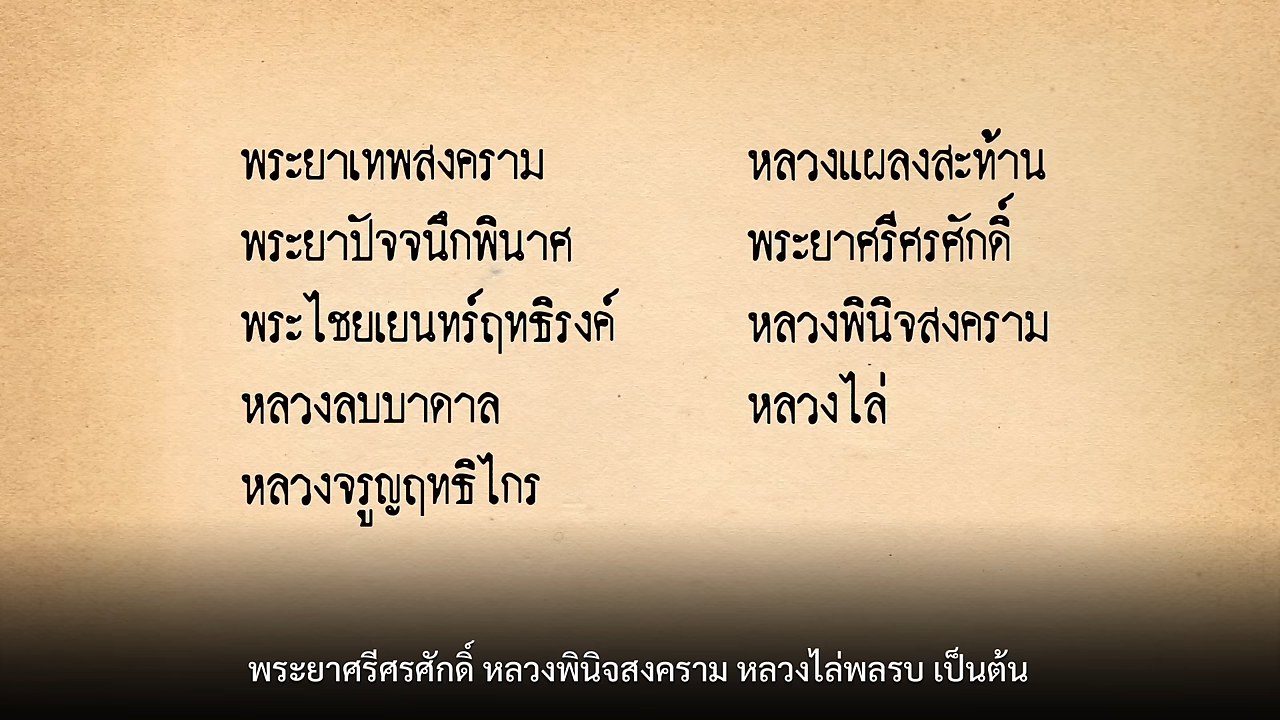 พระยาเทพสงคราม
พระยาปัจจนึกพินาศ
พระไชยเยนทร์ฤทธิรงค์
หลวงลบบาดาล
หลวงจรูญฤทธิไกร
หลวงแผลงสะท้าน
พระยาศรีศรศักดิ์
หลวงพินิจสงคราม
หลวงไล่
พระยาศรีศรศักดิ์ หลวงพินิจสงคราม หลวงไล่พลรบ เป็นต้น